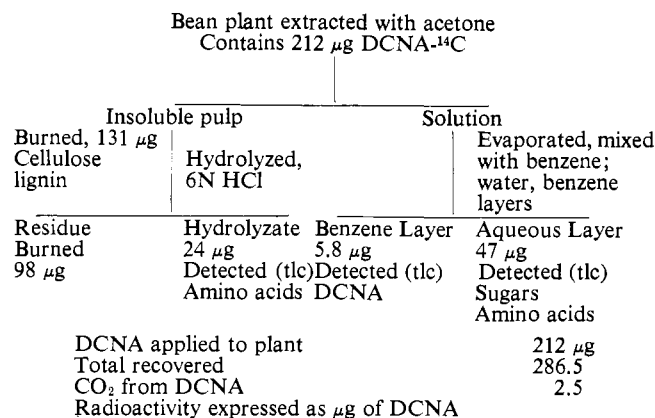 Bean plant extracted with acetone
Contains 212 μg DCNA-¹⁴C
Insoluble pulp
Solution
Burned, 131 μg
Cellulose
lignin
Hydrolyzed,
6N HCl
Evaporated, mixed
with benzene;
water, benzene
layers
Residue
Burned
98 μg
Hydrolyzate
24 μg
Detected (tlc)
Amino acids
Benzene Layer
5.8 μg
Detected (tlc)
DCNA
Aqueous Layer
47 μg
Detected (tlc)
Sugars
Amino acids
DCNA applied to plant 212 μg
Total recovered 286.5
CO₂ from DCNA 2.5
Radioactivity expressed as μg of DCNA